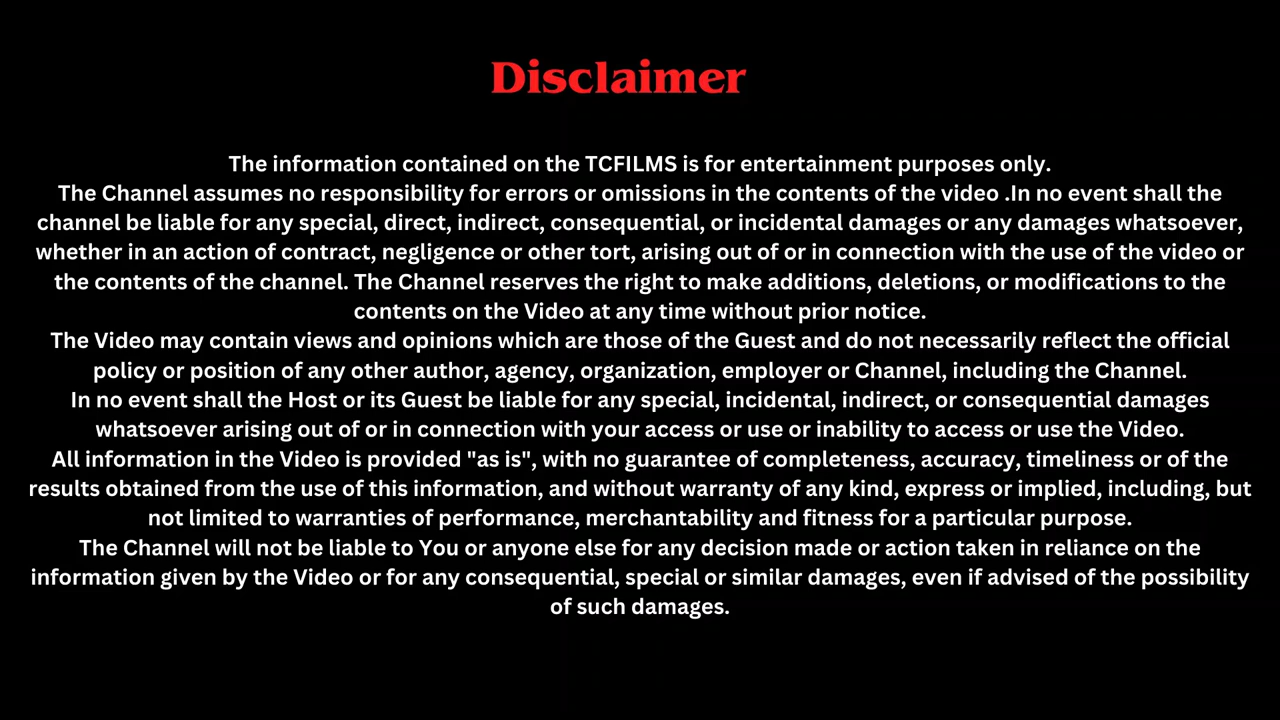 Disclaimer
The information contained on the TCFILMS is for entertainment purposes only.
The Channel assumes no responsibility for errors or omissions in the contents of the video .In no event shall the
channel be liable for any special, direct, indirect, consequential, or incidental damages or any damages whatsoever,
whether in an action of contract, negligence or other tort, arising out of or in connection with the use of the video or
the contents of the channel. The Channel reserves the right to make additions, deletions, or modifications to the
contents on the Video at any time without prior notice.
The Video may contain views and opinions which are those of the Guest and do not necessarily reflect the official
policy or position of any other author, agency, organization, employer or Channel, including the Channel.
In no event shall the Host or its Guest be liable for any special, incidental, indirect, or consequential damages
whatsoever arising out of or in connection with your access or use or inability to access or use the Video.
All information in the Video is provided "as is", with no guarantee of completeness, accuracy, timeliness or of the
results obtained from the use of this information, and without warranty of any kind, express or implied, including, but
not limited to warranties of performance, merchantability and fitness for a particular purpose.
The Channel will not be liable to You or anyone else for any decision made or action taken in reliance on the
information given by the Video or for any consequential, special or similar damages, even if advised of the possibility
of such damages.